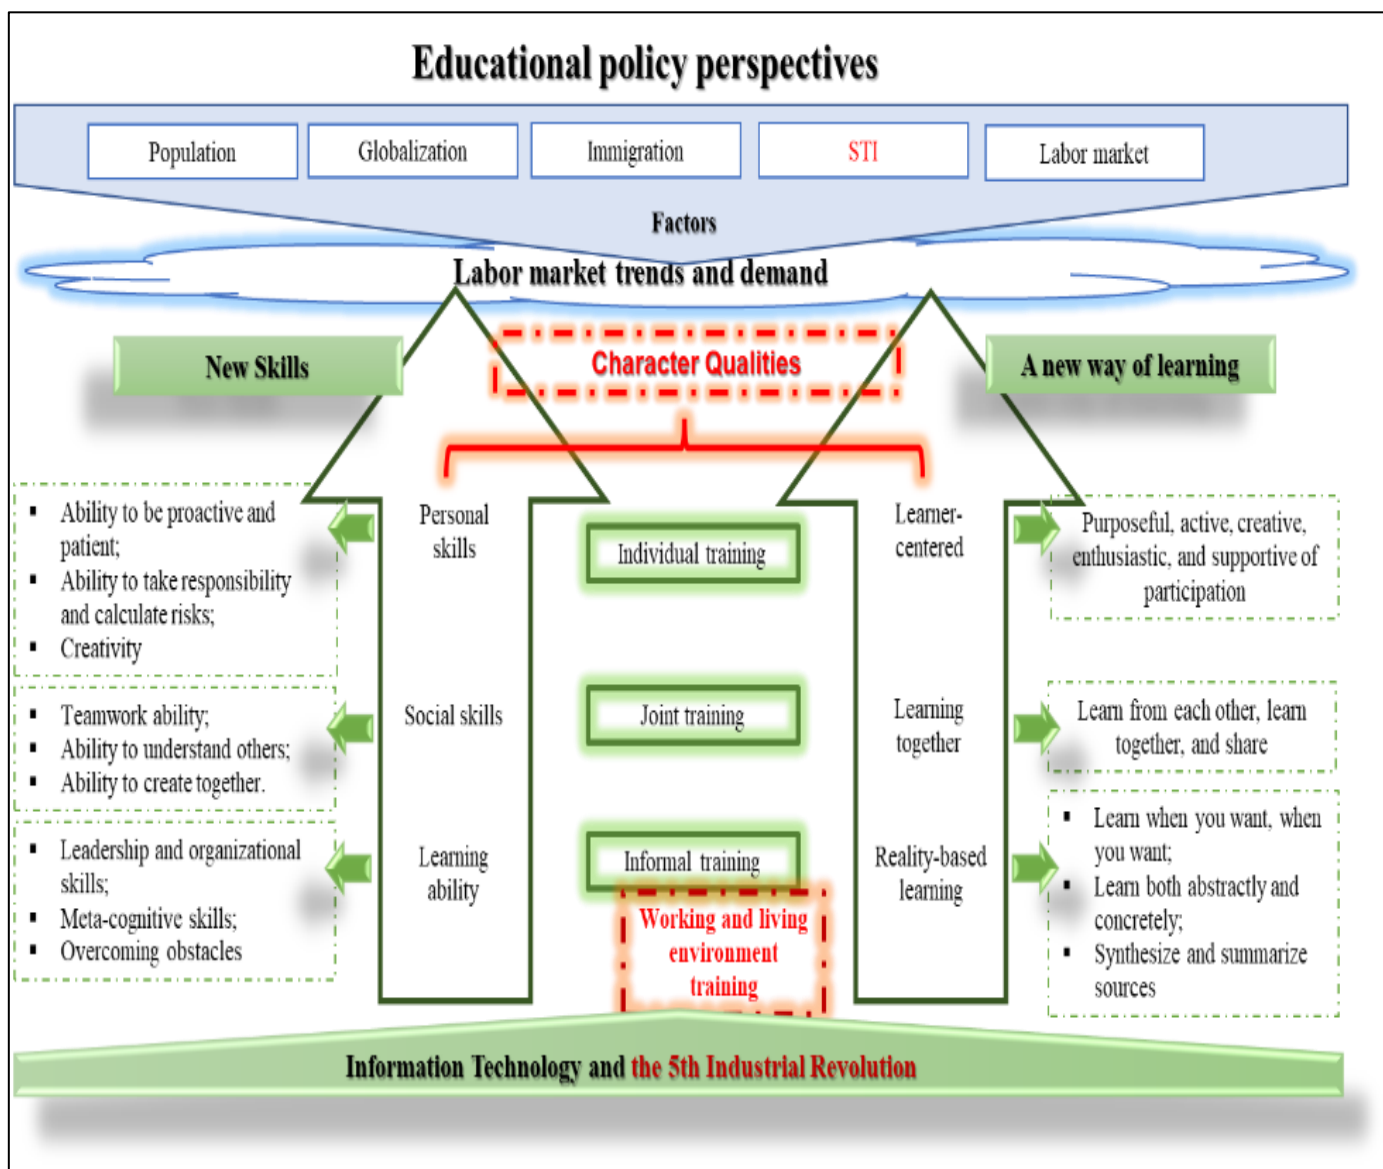 Educational policy perspectives
Population
Globalization
Immigration
STI
Labor market
Factors
Labor market trends and demand
New Skills
Character Qualities
A new way of learning
▪ Ability to be proactive and
patient;
▪ Ability to take responsibility
and calculate risks;
▪ Creativity
Personal
skills
Individual training
Learner-
centered
Purposeful, active, creative,
enthusiastic, and supportive of
participation
▪ Teamwork ability;
▪ Ability to understand others;
▪ Ability to create together.
Social skills
Joint training
Learning
together
Learn from each other, learn
together, and share
▪ Leadership and organizational
skills;
▪ Meta-cognitive skills;
▪ Overcoming obstacles
Learning
ability
Informal training
Working and living
environment
training
Reality-based
learning
▪ Learn when you want, when
you want;
▪ Learn both abstractly and
concretely;
▪ Synthesize and summarize
sources
Information Technology and the 5th Industrial Revolution